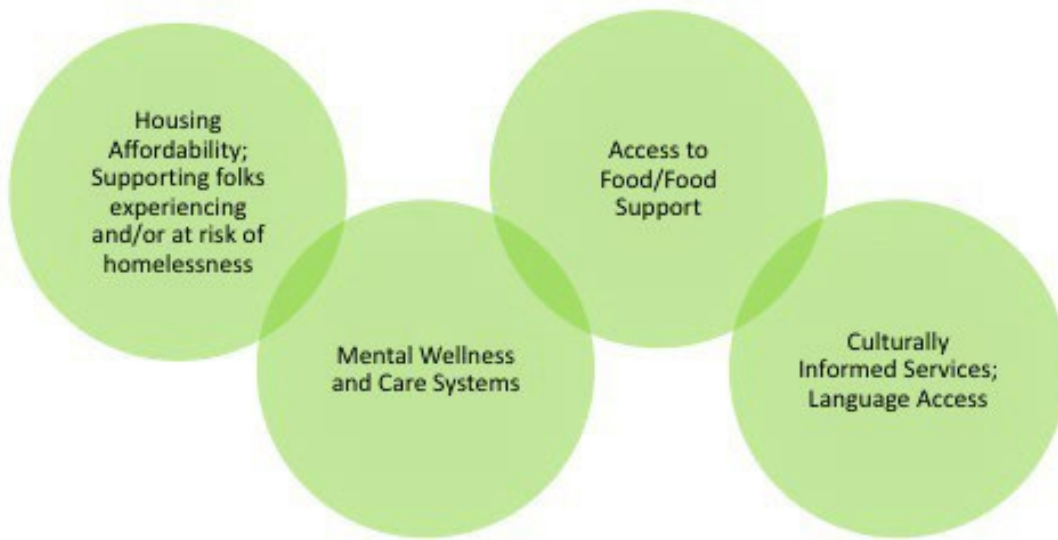 Housing
Affordability;
Supporting folks
experiencing
and/or at risk of
homelessness
Mental Wellness
and Care Systems
Access to
Food/Food
Support
Culturally
Informed Services;
Language Access